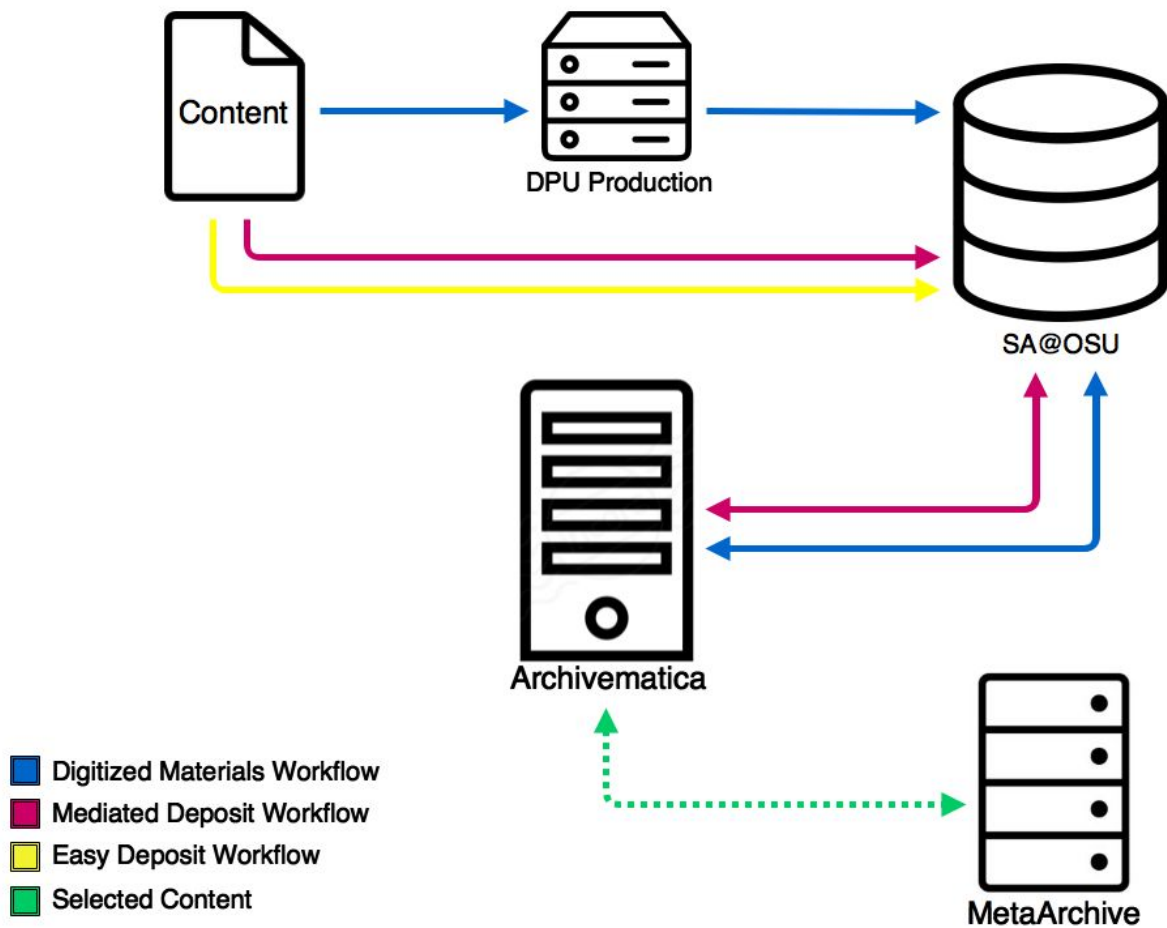 Content
DPU Production
SA@OSU
Archivematica
Digitized Materials Workflow
Mediated Deposit Workflow
Easy Deposit Workflow
Selected Content
MetaArchive